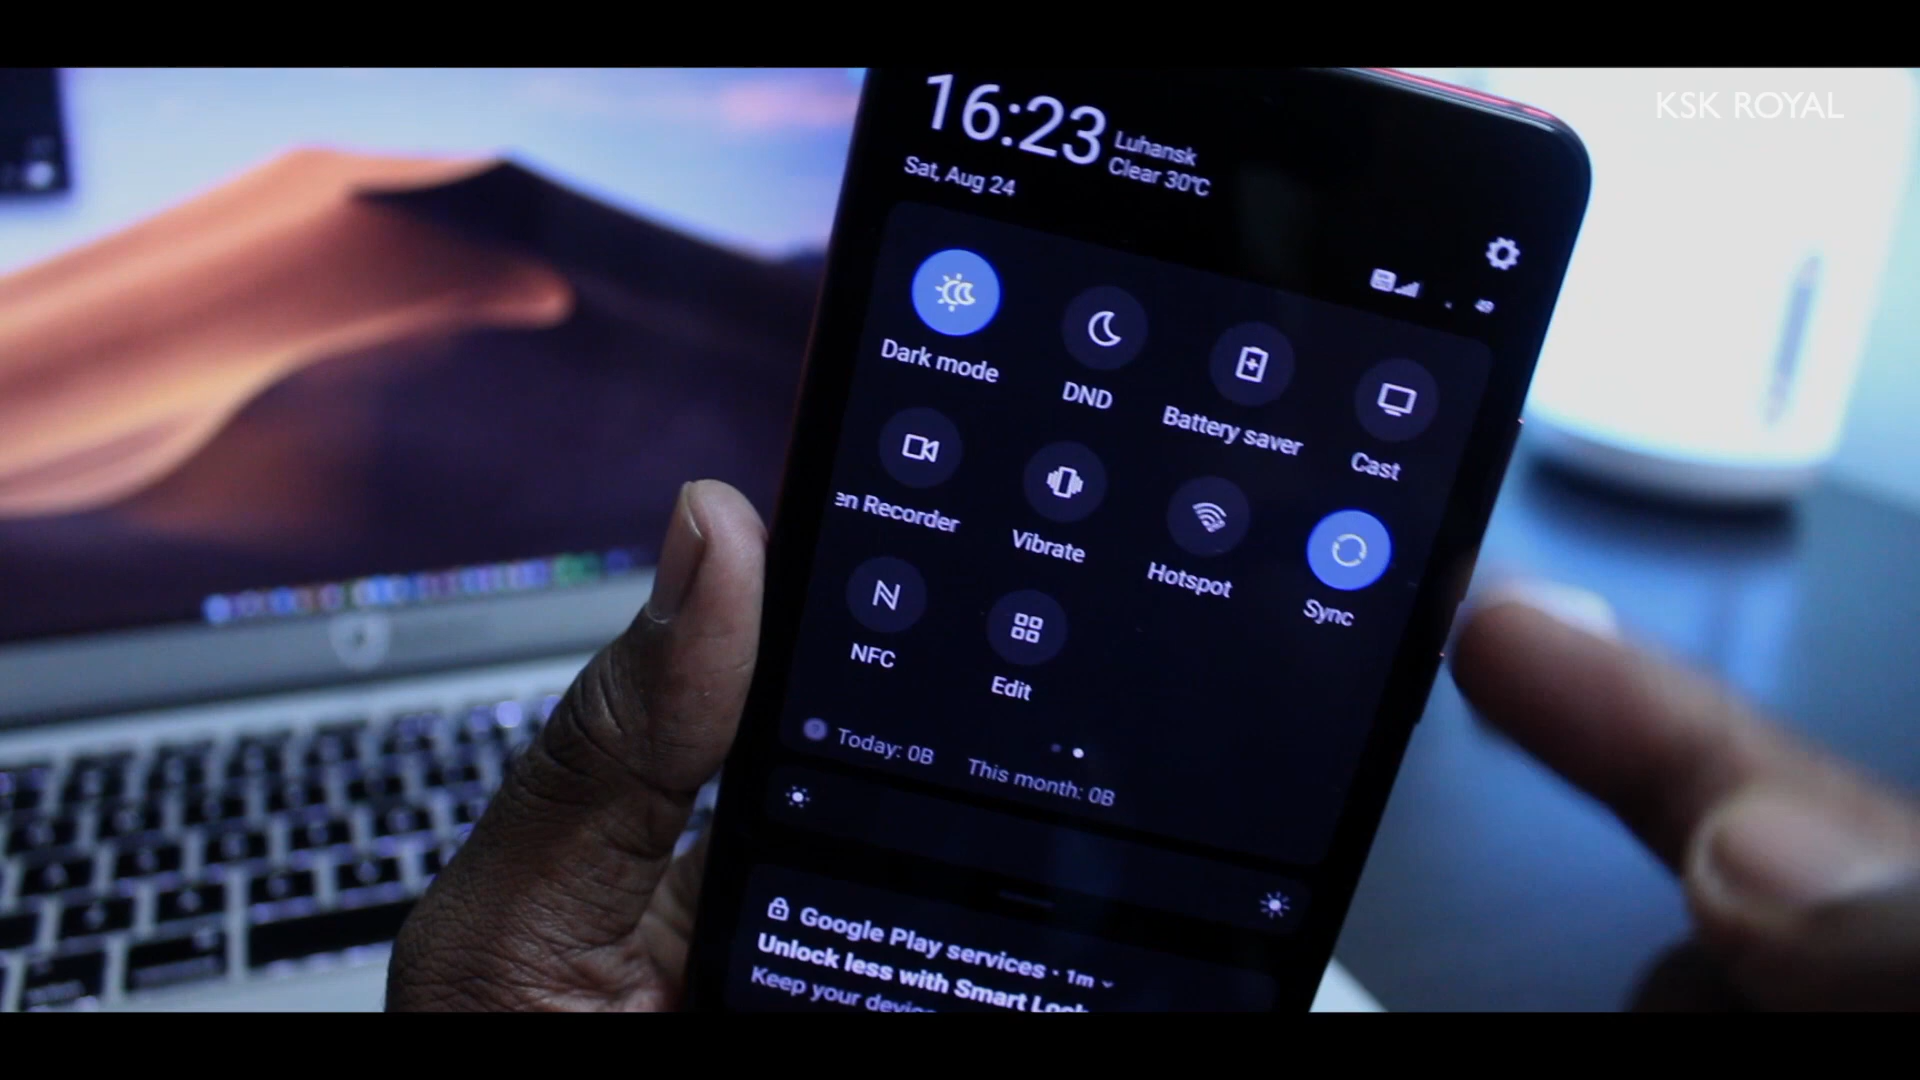 KSK ROYAL
16:23
Luhansk
Clear 30°C
Sat, Aug 24
Dark mode
DND
Battery saver
Cast
en Recorder
Vibrate
Hotspot
Sync
NFC
Edit
Today: 0B
This month: 0B
Google Play services · 1m
Unlock less with Smart Lock
Keep your device